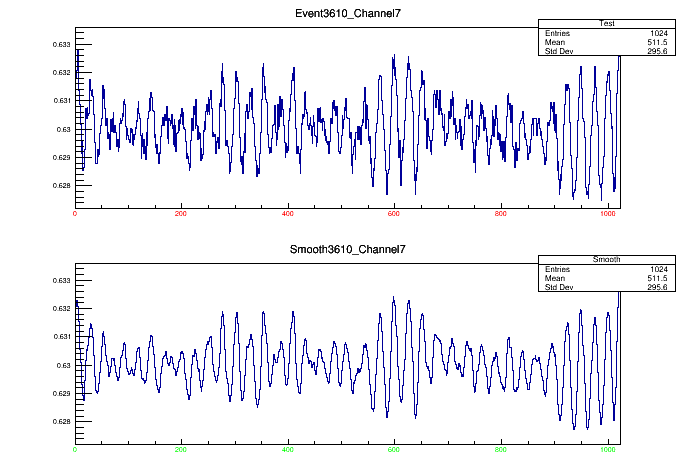 Event3610_Channel7
Test
Entries 1024
Mean 511.5
Std Dev 295.6
0.633
0.632
0.631
0.63
0.629
0.628
0 200 400 600 800 1000
Smooth3610_Channel7
Smooth
Entries 1024
Mean 511.5
Std Dev 295.6
0.633
0.632
0.631
0.63
0.629
0.628
0 200 400 600 800 1000